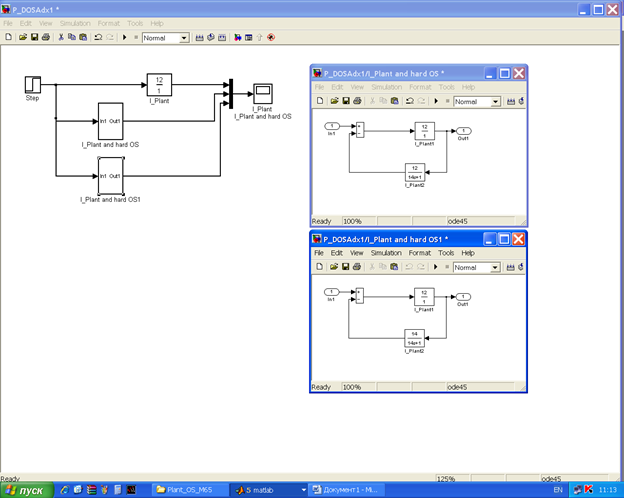 P_DOSAdx1 *
File Edit View Simulation Format Tools Help
Normal
Step
12
1
I_Plant
In1 Out1
I_Plant and hard OS
In1 Out1
I_Plant and hard OS1
I_Plant
I_Plant and hard OS
P_DOSAdx1/I_Plant and hard OS *
File Edit View Simulation Format Tools Help
Normal
1
In1
+
−
12
1
I_Plant1
1
Out1
12
14s+1
I_Plant2
Ready 100% ode45
P_DOSAdx1/I_Plant and hard OS1 *
File Edit View Simulation Format Tools Help
Normal
1
In1
+
−
12
1
I_Plant1
1
Out1
14
14s+1
I_Plant2
Ready 100% ode45
Ready 125% ode45
пуск Plant_OS_M65 5 matlab Документ1 - Mi... EN 11:13